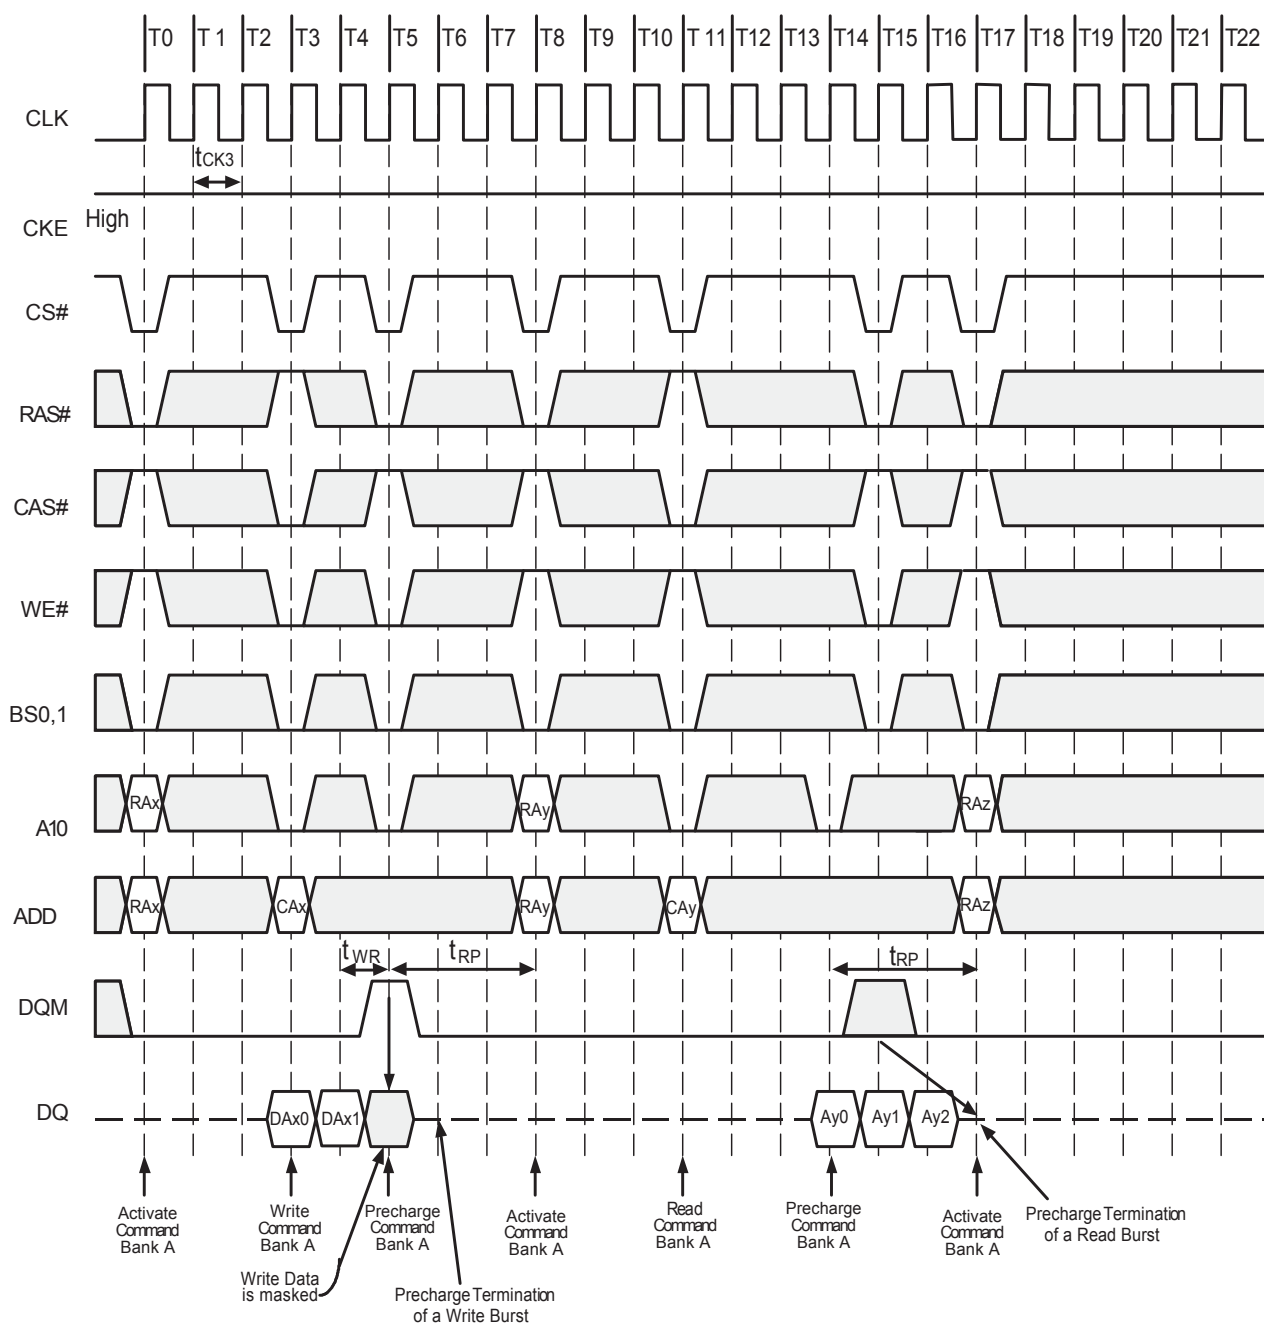 T0 T 1 T2 T3 T4 T5 T6 T7 T8 T9 T10 T 11 T12 T13 T14 T15 T16 T17 T18 T19 T20 T21 T22
CLK
tCK3
High
CKE
CS#
RAS#
CAS#
WE#
BS0,1
RAx RAy RAz
A10
RAx CAx RAy CAy RAz
ADD
tWR tRP tRP
DQM
DQ
DAx0 DAx1 Ay0 Ay1 Ay2
Activate
Command
Bank A
Write
Command
Bank A
Precharge
Command
Bank A
Activate
Command
Bank A
Read
Command
Bank A
Precharge
Command
Bank A
Activate
Command
Bank A
Precharge Termination
of a Read Burst
Write Data
is masked
Precharge Termination
of a Write Burst